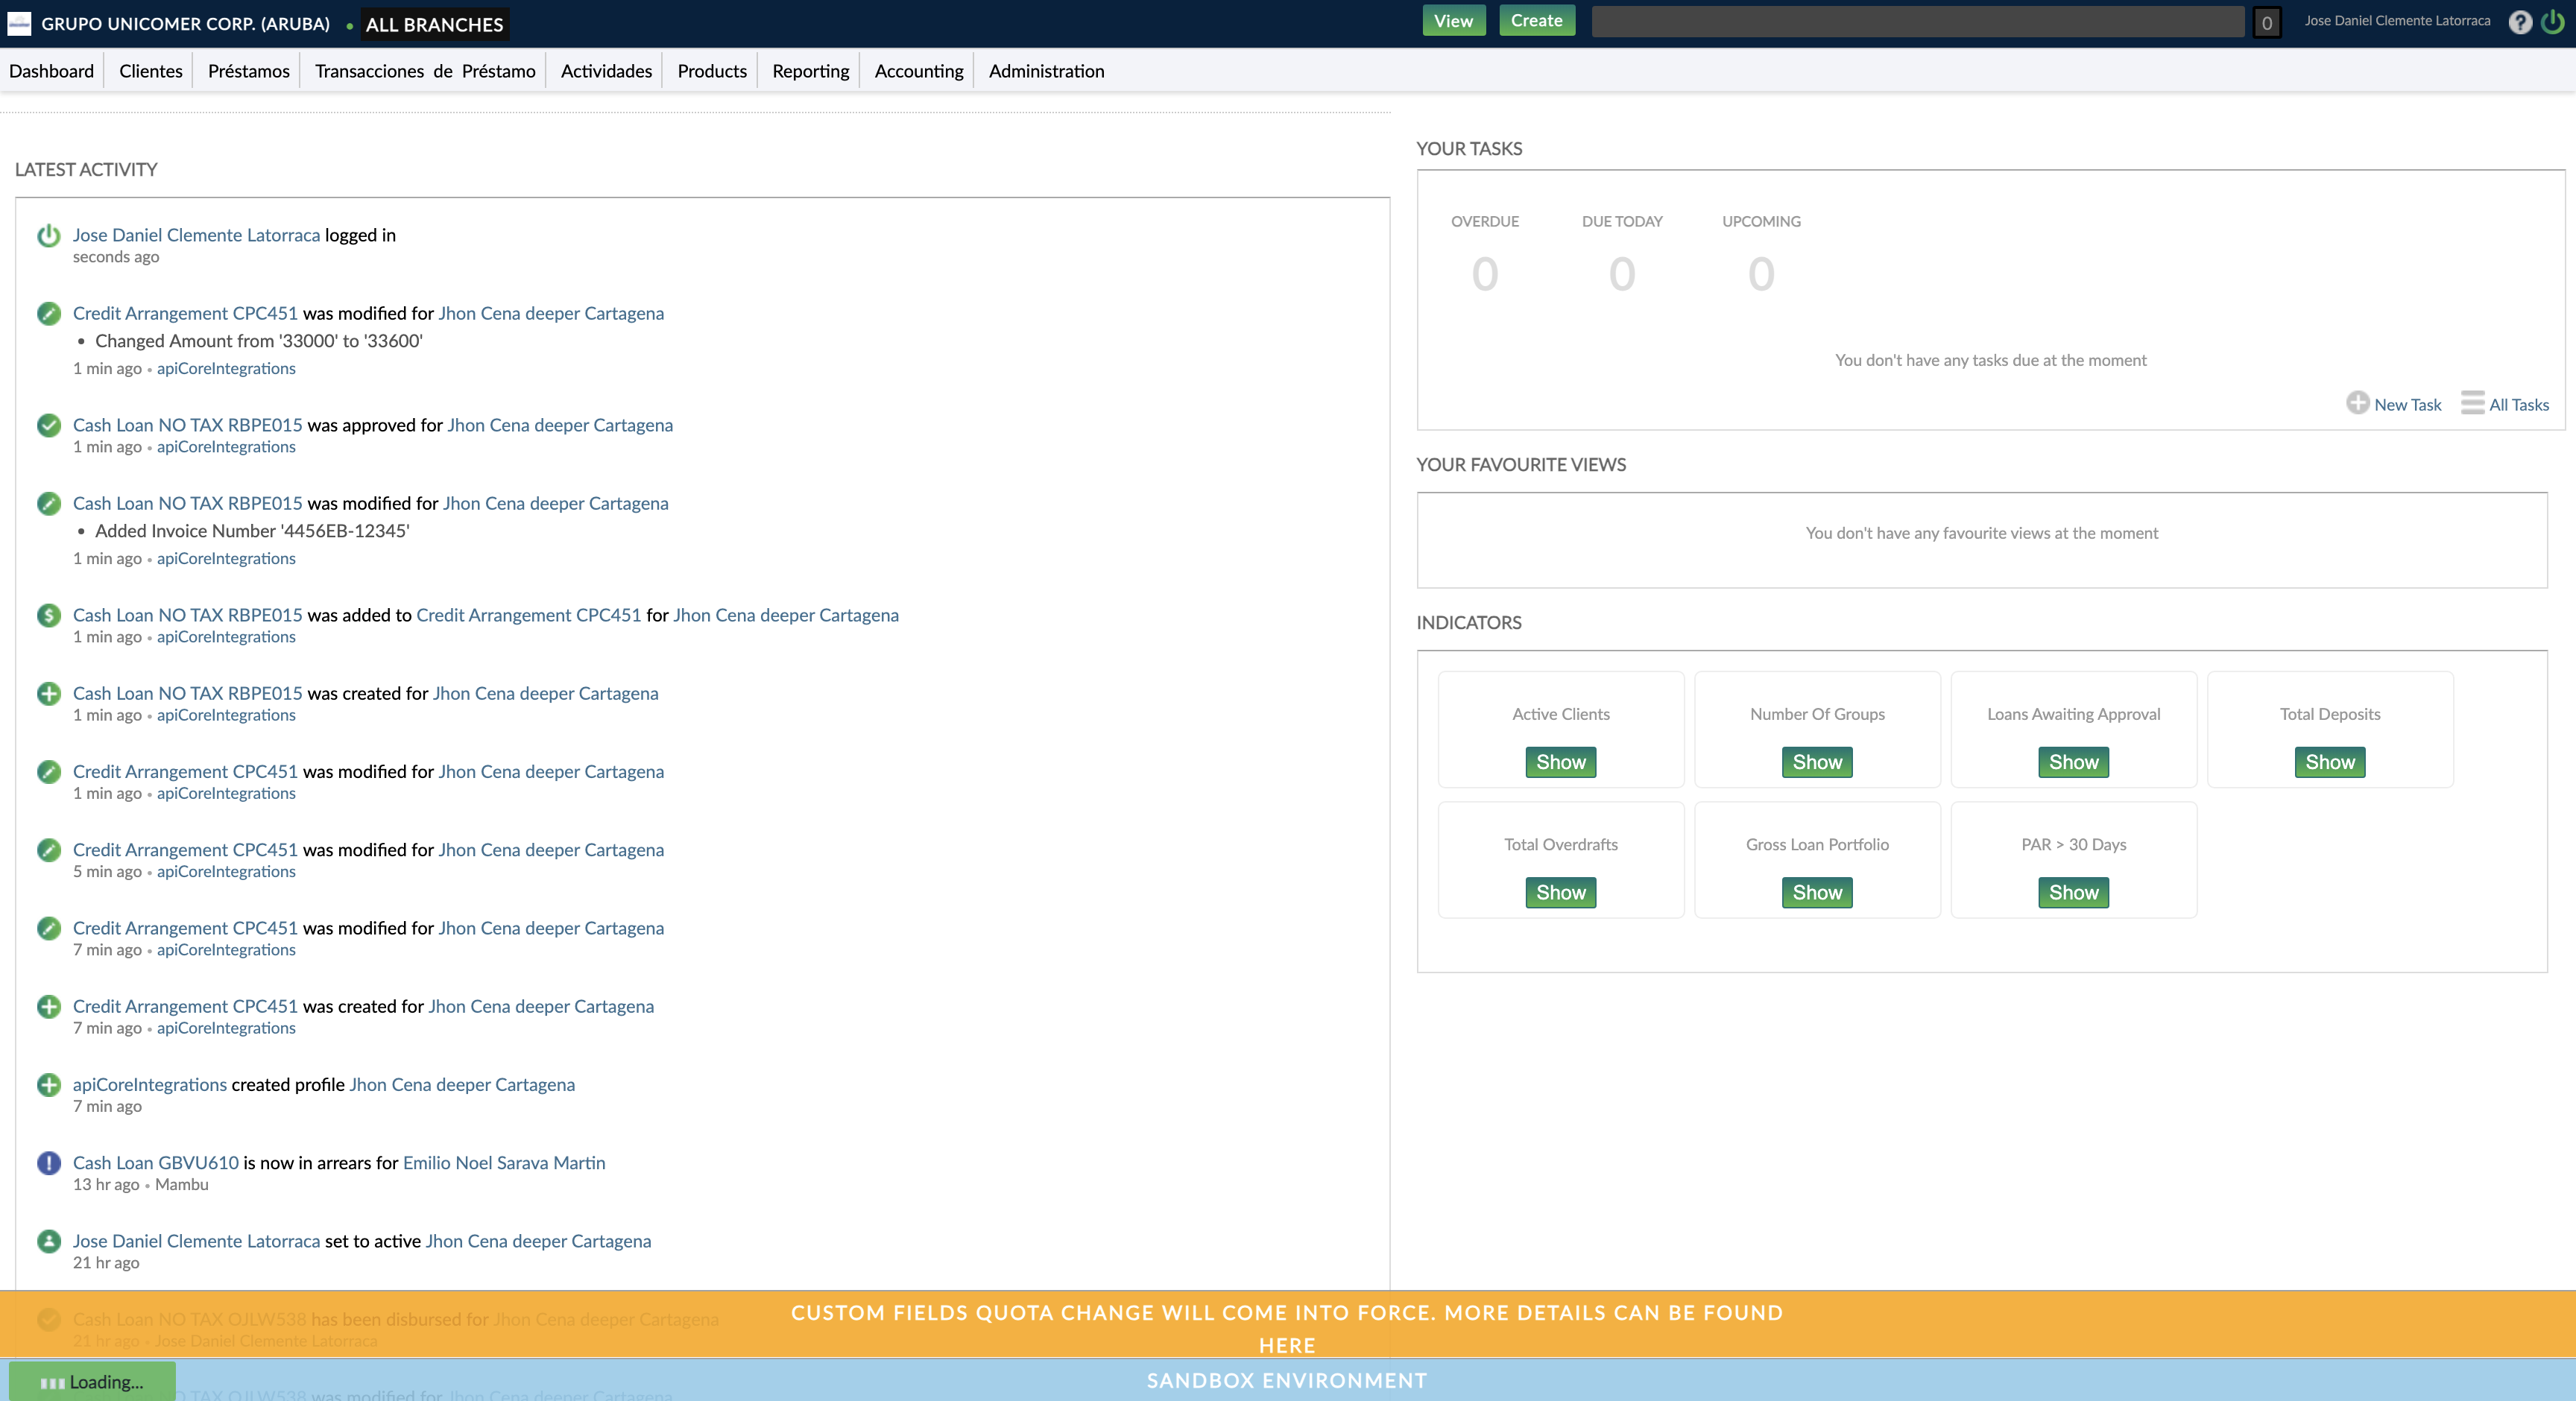 GRUPO UNICOMER CORP. (ARUBA) • ALL BRANCHES
View Create 0 Jose Daniel Clemente Latorraca ?
Dashboard Clientes Préstamos Transacciones de Préstamo Actividades Products Reporting Accounting Administration
LATEST ACTIVITY
Jose Daniel Clemente Latorraca logged in
seconds ago
Credit Arrangement CPC451 was modified for Jhon Cena deeper Cartagena
• Changed Amount from '33000' to '33600'
1 min ago • apiCoreIntegrations
Cash Loan NO TAX RBPE015 was approved for Jhon Cena deeper Cartagena
1 min ago • apiCoreIntegrations
Cash Loan NO TAX RBPE015 was modified for Jhon Cena deeper Cartagena
• Added Invoice Number '4456EB-12345'
1 min ago • apiCoreIntegrations
Cash Loan NO TAX RBPE015 was added to Credit Arrangement CPC451 for Jhon Cena deeper Cartagena
1 min ago • apiCoreIntegrations
Cash Loan NO TAX RBPE015 was created for Jhon Cena deeper Cartagena
1 min ago • apiCoreIntegrations
Credit Arrangement CPC451 was modified for Jhon Cena deeper Cartagena
1 min ago • apiCoreIntegrations
Credit Arrangement CPC451 was modified for Jhon Cena deeper Cartagena
5 min ago • apiCoreIntegrations
Credit Arrangement CPC451 was modified for Jhon Cena deeper Cartagena
7 min ago • apiCoreIntegrations
Credit Arrangement CPC451 was created for Jhon Cena deeper Cartagena
7 min ago • apiCoreIntegrations
apiCoreIntegrations created profile Jhon Cena deeper Cartagena
7 min ago
Cash Loan GBVU610 is now in arrears for Emilio Noel Sarava Martin
13 hr ago • Mambu
Jose Daniel Clemente Latorraca set to active Jhon Cena deeper Cartagena
21 hr ago
Cash Loan NO TAX OJLW538 has been disbursed for Jhon Cena deeper Cartagena
21 hr ago • Jose Daniel Clemente Latorraca
O TAX OJLW538 was modified for Jhon Cena deeper Cartagena
YOUR TASKS
OVERDUE DUE TODAY UPCOMING
0 0 0
You don't have any tasks due at the moment
New Task All Tasks
YOUR FAVOURITE VIEWS
You don't have any favourite views at the moment
INDICATORS
Active Clients Number Of Groups Loans Awaiting Approval Total Deposits
Show Show Show Show
Total Overdrafts Gross Loan Portfolio PAR > 30 Days
Show Show Show
CUSTOM FIELDS QUOTA CHANGE WILL COME INTO FORCE. MORE DETAILS CAN BE FOUND
HERE
Loading...
SANDBOX ENVIRONMENT